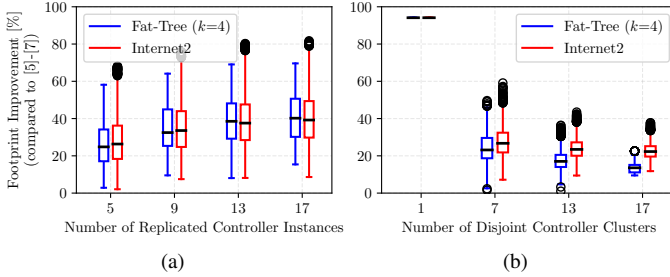 Footprint Improvement [%]
(compared to [5]-[7])
100
80
60
40
20
0
Fat-Tree (k=4)
Internet2
5
9
13
17
Number of Replicated Controller Instances
(a)
100
80
60
40
20
0
Fat-Tree (k=4)
Internet2
1
7
13
17
Number of Disjoint Controller Clusters
(b)